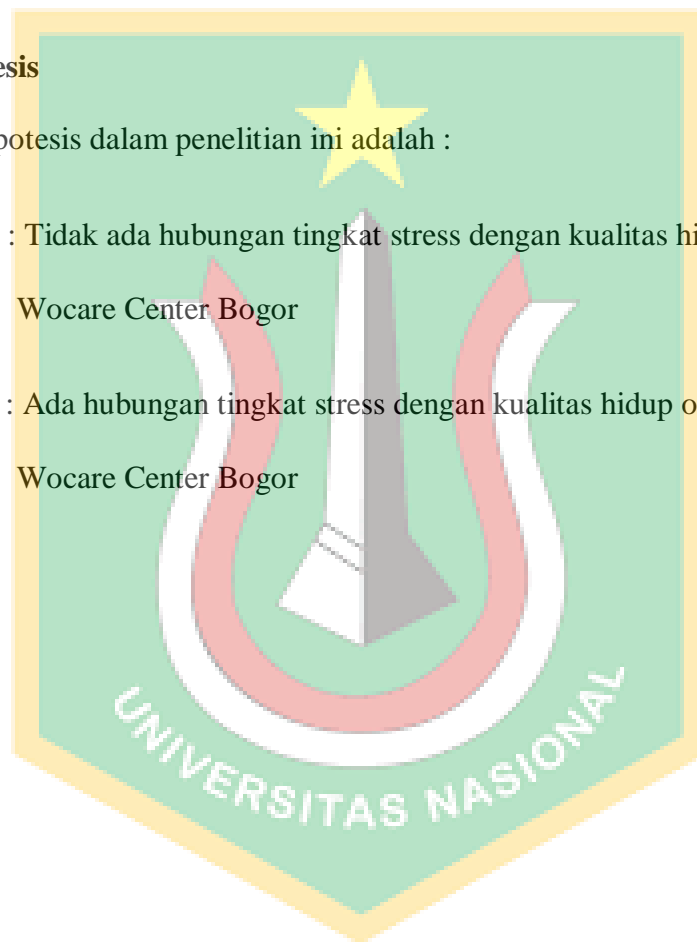 esis
potesis dalam penelitian ini adalah :
: Tidak ada hubungan tingkat stress dengan kualitas hi
Wocare Center Bogor
: Ada hubungan tingkat stress dengan kualitas hidup o
Wocare Center Bogor
UNIVERSITAS NASIONAL